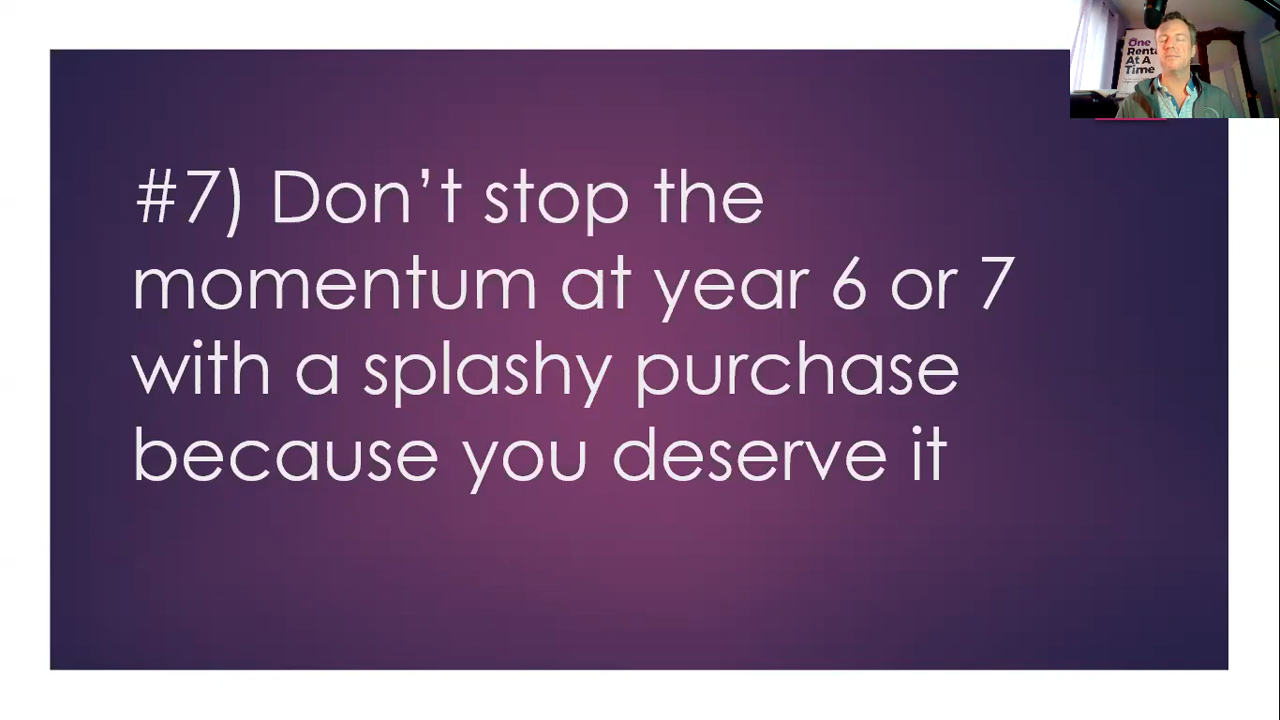 #7) Don’t stop the
momentum at year 6 or 7
with a splashy purchase
because you deserve it
One
At A
Time